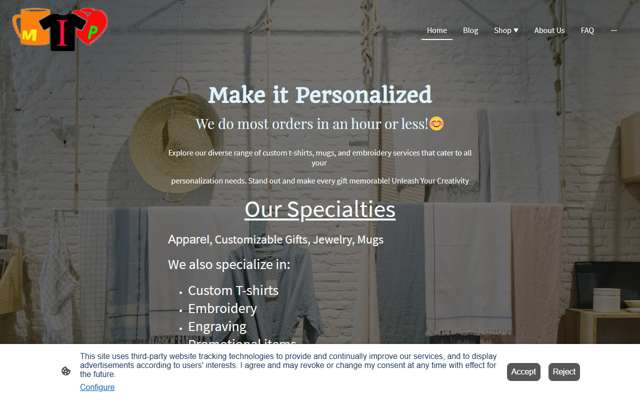 M I P
Home Blog Shop ▾ About Us FAQ ···
Make it Personalized
We do most orders in an hour or less!😊
Explore our diverse range of custom t-shirts, mugs, and embroidery services that cater to all
your
personalization needs. Stand out and make every gift memorable! Unleash Your Creativity
Our Specialties
Apparel, Customizable Gifts, Jewelry, Mugs
We also specialize in:
• Custom T-shirts
• Embroidery
• Engraving
• Promotional items
This site uses third-party website tracking technologies to provide and continually improve our services, and to display
advertisements according to users' interests. I agree and may revoke or change my consent at any time with effect for
the future.
Configure
Accept
Reject